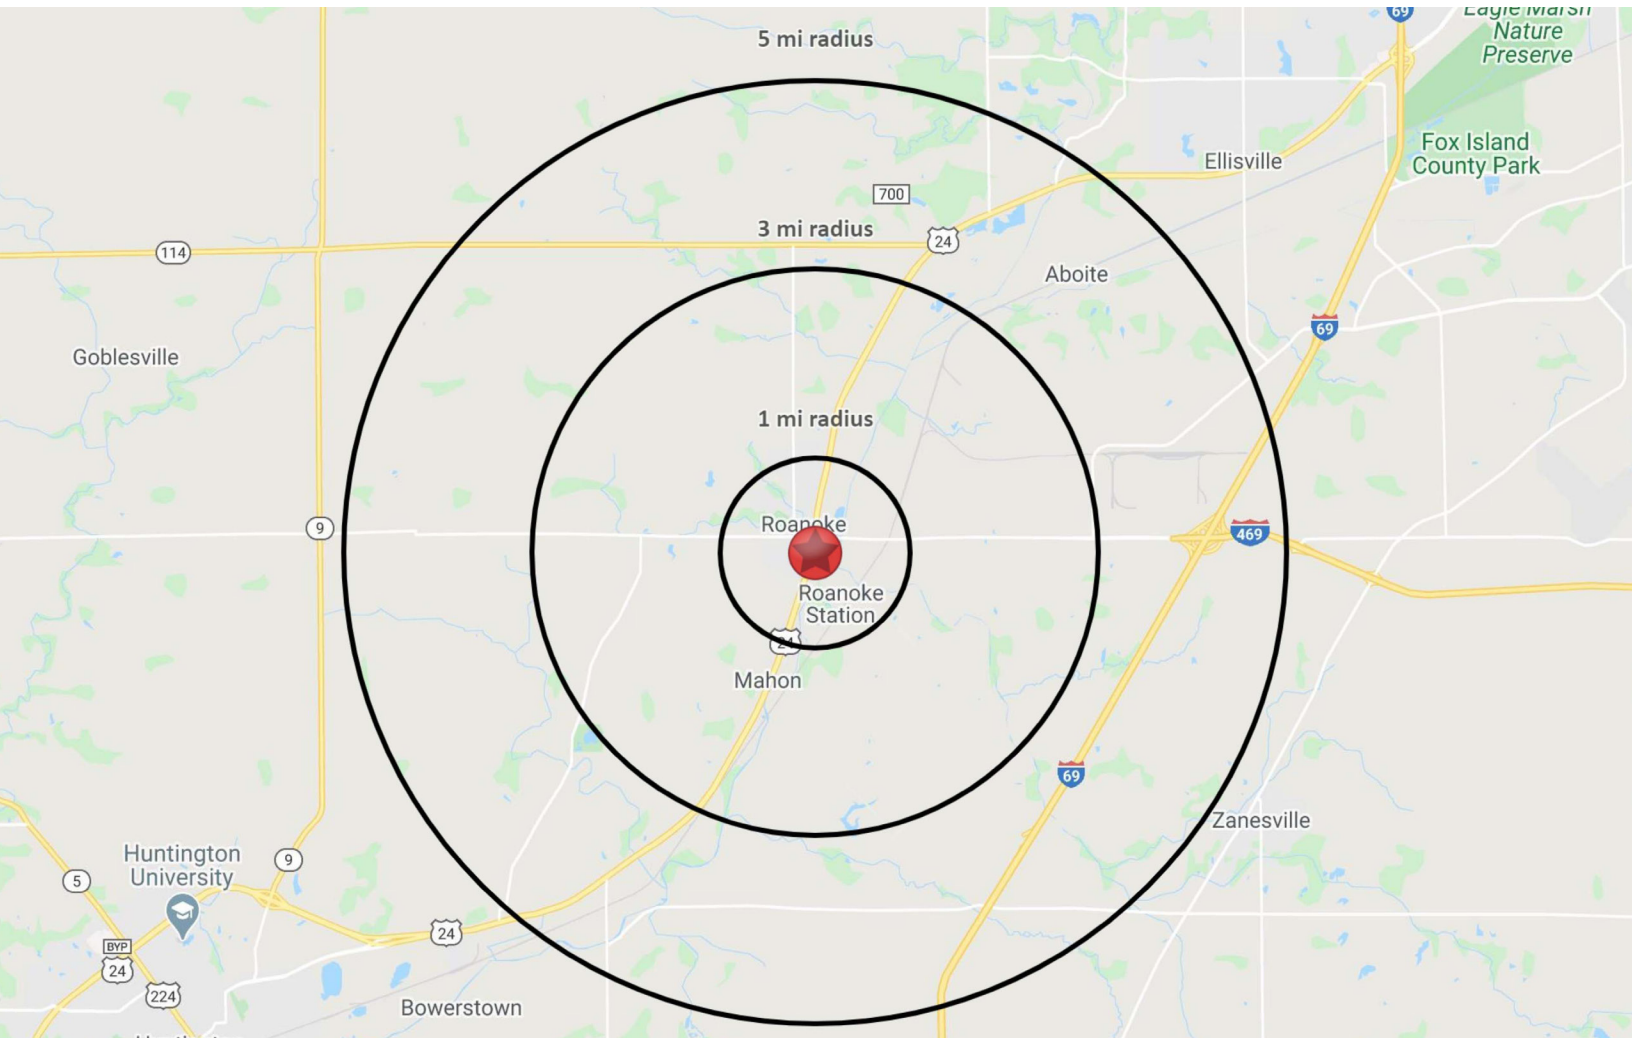 69
Eagle Marsh
Nature
Preserve
5 mi radius
Fox Island
County Park
Ellisville
700
3 mi radius
24
114
Aboite
69
Goblesville
1 mi radius
Roanoke
9
469
Roanoke
Station
24
Mahon
69
Zanesville
Huntington
University
9
5
24
BYP
24
224
Bowerstown